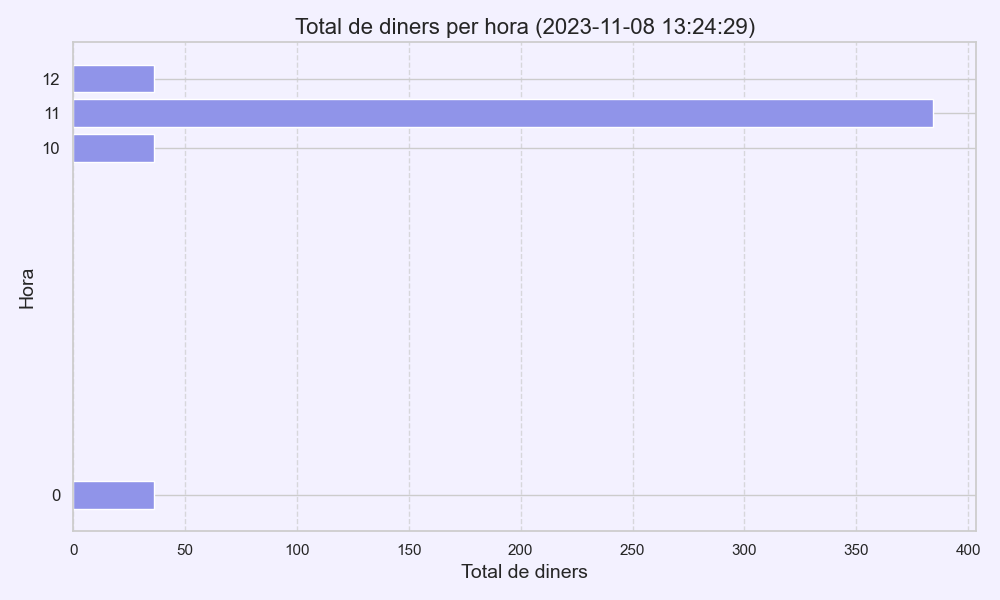 Total de diners per hora (2023-11-08 13:24:29)
12
11
10
0
Hora
0 50 100 150 200 250 300 350 400
Total de diners